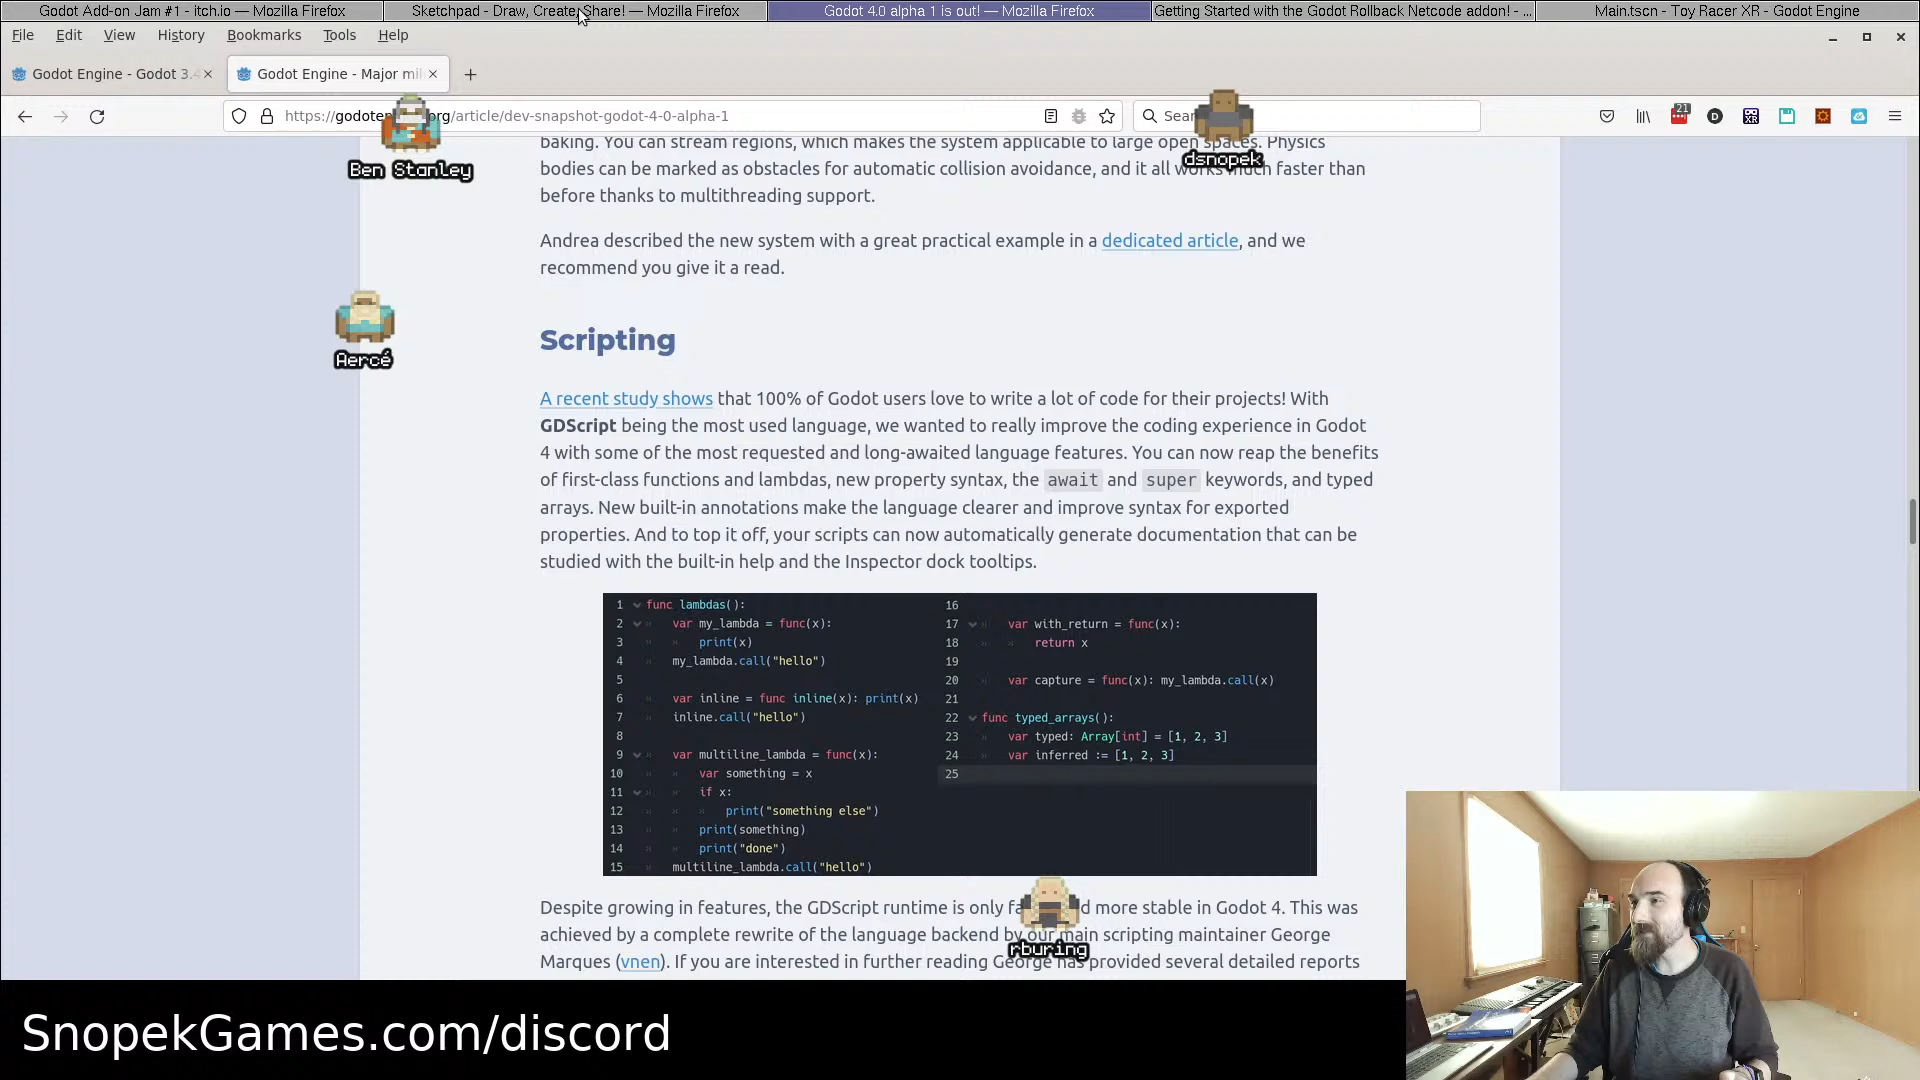 Godot Add-on Jam #1 - itch.io — Mozilla Firefox
Sketchpad - Draw, Create, Share! — Mozilla Firefox
Godot 4.0 alpha 1 is out! — Mozilla Firefox
Getting Started with the Godot Rollback Netcode addon! - ...
Main.tscn - Toy Racer XR - Godot Engine
File Edit View History Bookmarks Tools Help
Godot Engine - Godot 3.4
Godot Engine - Major mil
org/article/dev-snapshot-godot-4-0-alpha-1
21
Ben Stanley
dsnopek
baking. You can stream regions, which makes the system applicable to large open spaces. Physics
bodies can be marked as obstacles for automatic collision avoidance, and it all works much faster than
before thanks to multithreading support.
Andrea described the new system with a great practical example in a dedicated article, and we
recommend you give it a read.
Aercé
Scripting
A recent study shows that 100% of Godot users love to write a lot of code for their projects! With
GDScript being the most used language, we wanted to really improve the coding experience in Godot
4 with some of the most requested and long-awaited language features. You can now reap the benefits
of first-class functions and lambdas, new property syntax, the await and super keywords, and typed
arrays. New built-in annotations make the language clearer and improve syntax for exported
properties. And to top it off, your scripts can now automatically generate documentation that can be
studied with the built-in help and the Inspector dock tooltips.
1 func lambdas():
2 var my_lambda = func(x):
3 print(x)
4 my_lambda.call("hello")
5
6 var inline = func inline(x): print(x)
7 inline.call("hello")
8
9 var multiline_lambda = func(x):
10 var something = x
11 if x:
12 print("something else")
13 print(something)
14 print("done")
15 multiline_lambda.call("hello")
16
17 var with_return = func(x):
18 return x
19
20 var capture = func(x): my_lambda.call(x)
21
22 func typed_arrays():
23 var typed: Array[int] = [1, 2, 3]
24 var inferred := [1, 2, 3]
25
Despite growing in features, the GDScript runtime is only more stable in Godot 4. This was
achieved by a complete rewrite of the language backend by our main scripting maintainer George
rburing
Marques (vnen). If you are interested in further reading George has provided several detailed reports
SnopekGames.com/discord